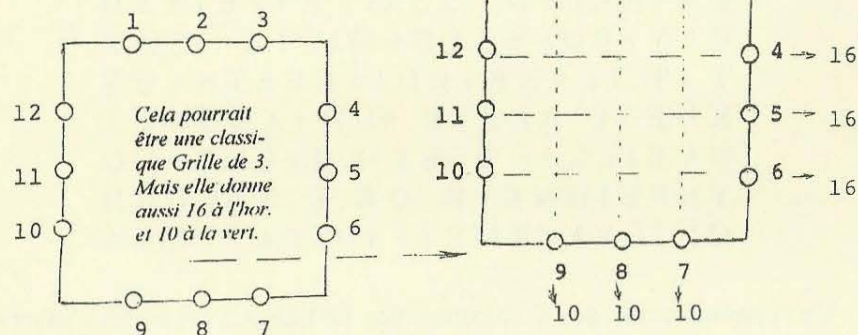 1 2 3
12 4
11 5
10 6
9 8 7
Cela pourrait
être une classi-
que Grille de 3.
Mais elle donne
aussi 16 à l'hor.
et 10 à la vert.
12 4 → 16
11 5 → 16
10 6 → 16
9 8 7
10 10 10